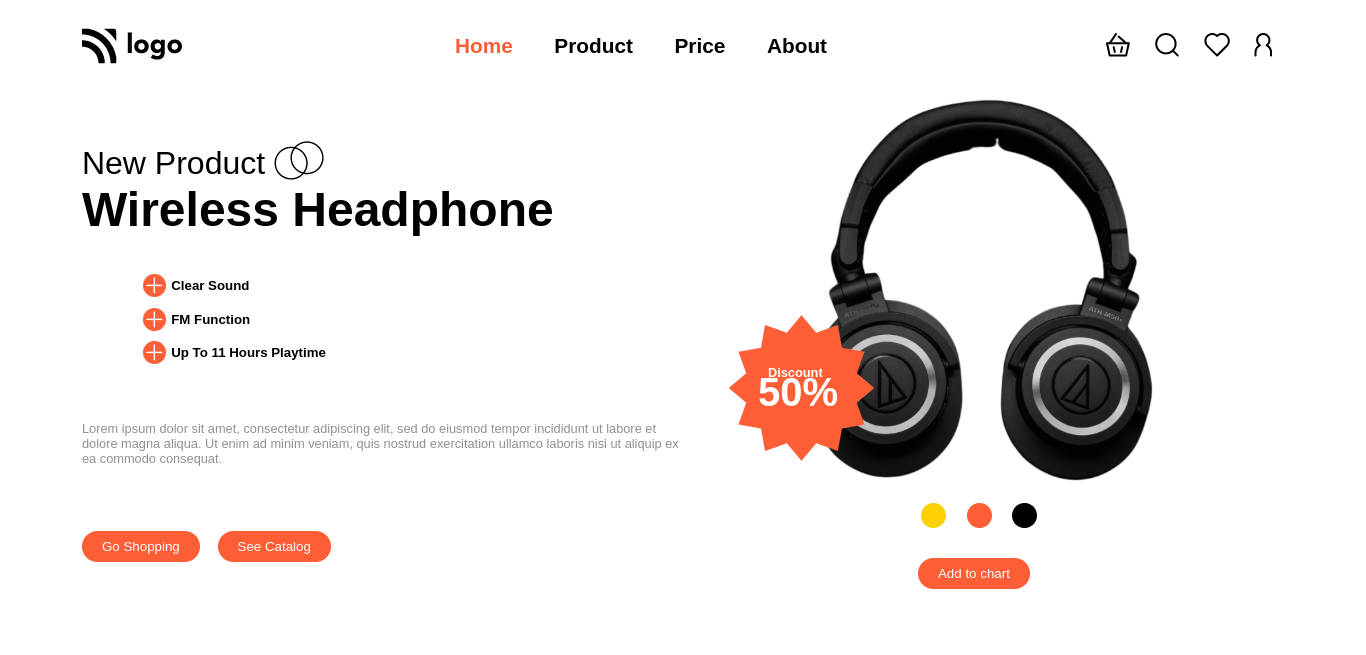 logo
Home Product Price About
New Product
Wireless Headphone
Clear Sound
FM Function
Up To 11 Hours Playtime
Lorem ipsum dolor sit amet, consectetur adipiscing elit, sed do eiusmod tempor incididunt ut labore et
dolore magna aliqua. Ut enim ad minim veniam, quis nostrud exercitation ullamco laboris nisi ut aliquip ex
ea commodo consequat.
Go Shopping See Catalog
Discount
50%
Add to chart